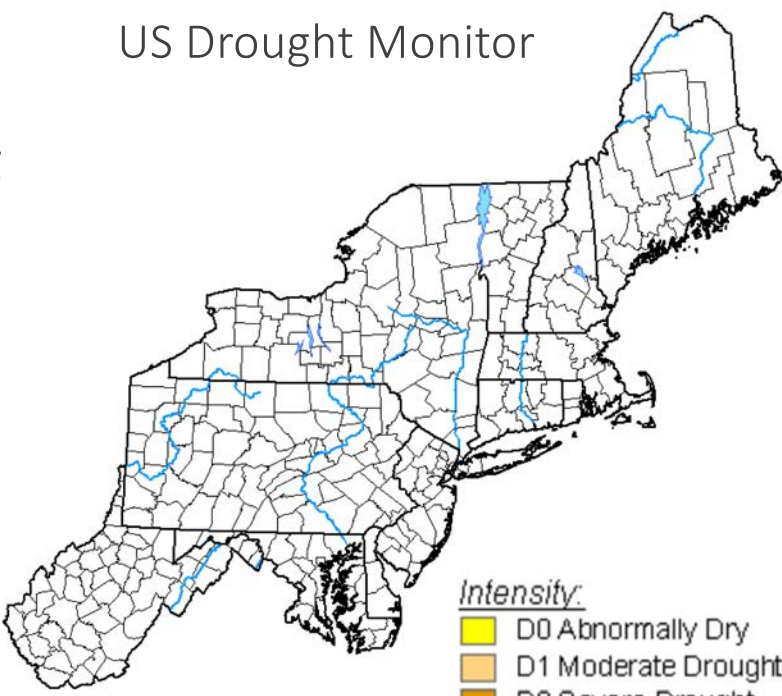 US Drought Monitor
Intensity:
D0 Abnormally Dry
D1 Moderate Drought